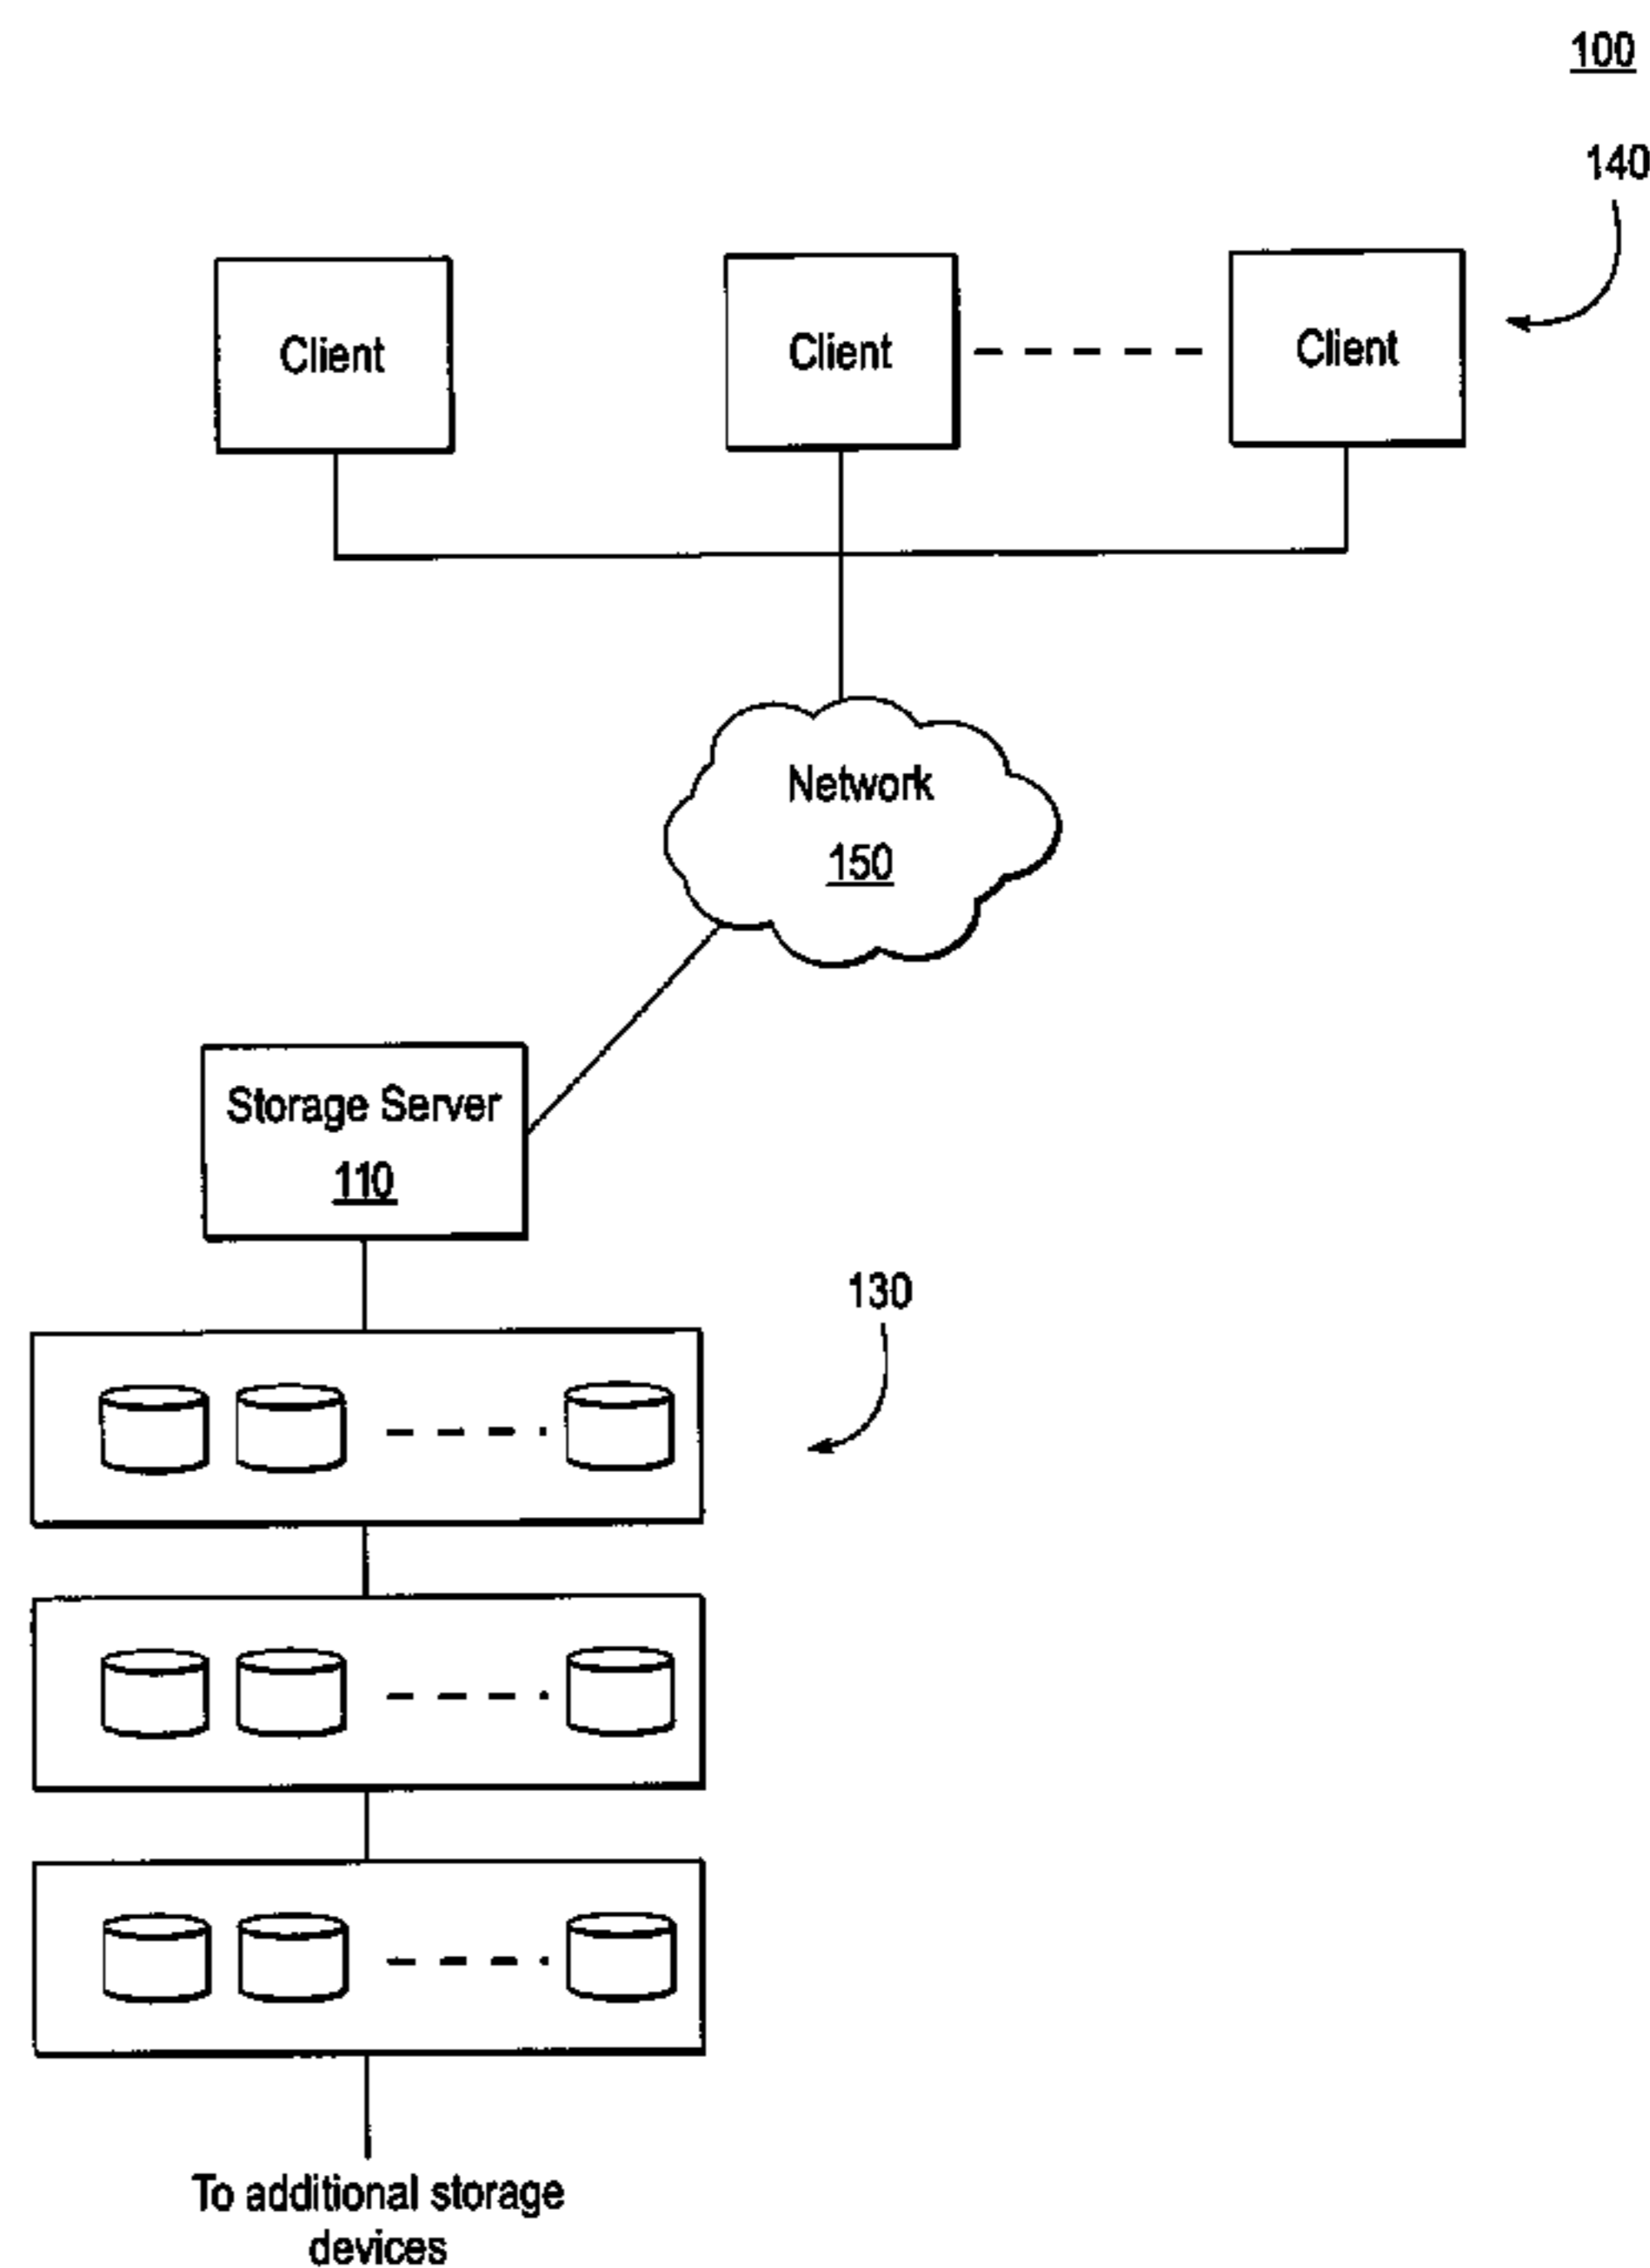 100
140
Client
Client
Client
Network
150
Storage Server
110
130
To additional storage
devices